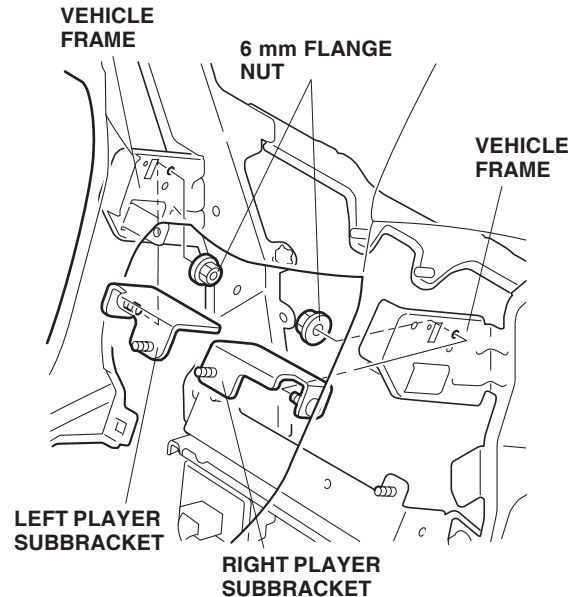 VEHICLE
FRAME
6 mm FLANGE
NUT
VEHICLE
FRAME
LEFT PLAYER
SUBBRACKET
RIGHT PLAYER
SUBBRACKET